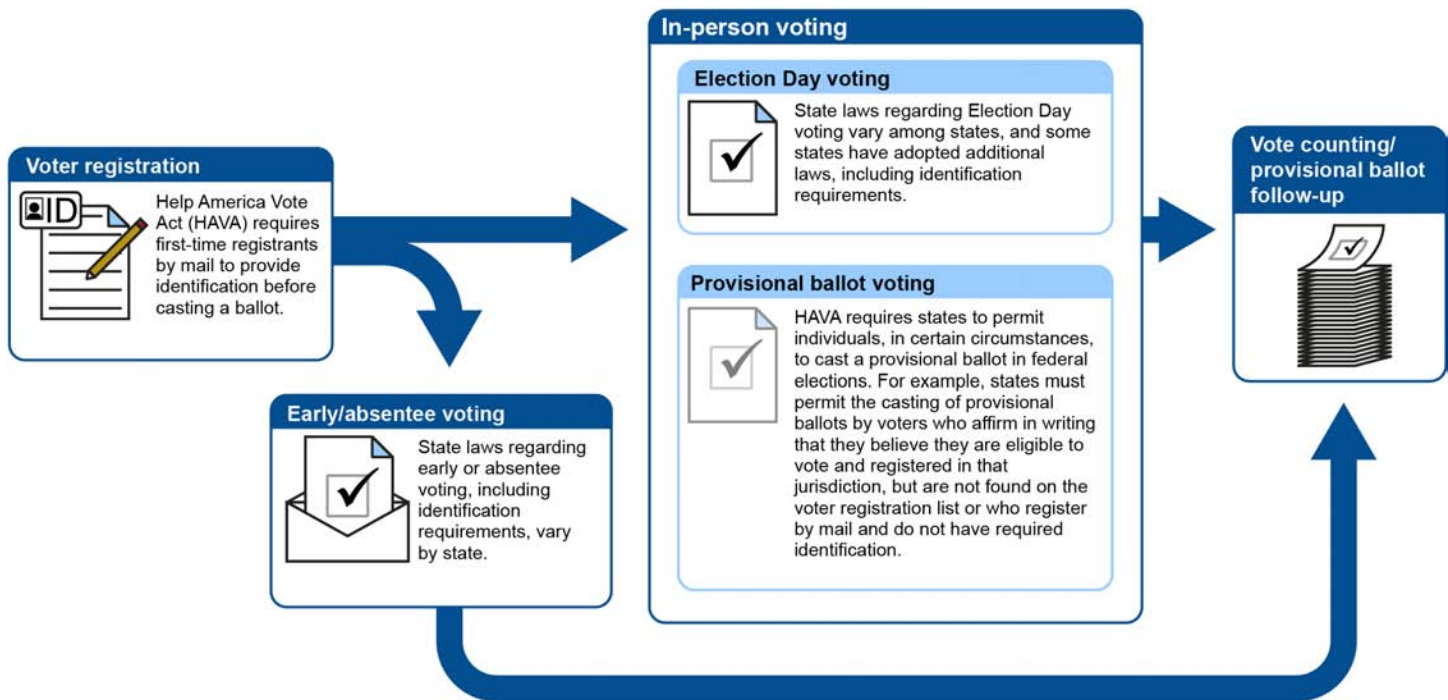 Voter registration
ID
Help America Vote
Act (HAVA) requires
first-time registrants
by mail to provide
identification before
casting a ballot.
Early/absentee voting
State laws regarding
early or absentee
voting, including
identification
requirements, vary
by state.
In-person voting
Election Day voting
State laws regarding Election Day
voting vary among states, and some
states have adopted additional
laws, including identification
requirements.
Provisional ballot voting
HAVA requires states to permit
individuals, in certain circumstances,
to cast a provisional ballot in federal
elections. For example, states must
permit the casting of provisional
ballots by voters who affirm in writing
that they believe they are eligible to
vote and registered in that
jurisdiction, but are not found on the
voter registration list or who register
by mail and do not have required
identification.
Vote counting/
provisional ballot
follow-up